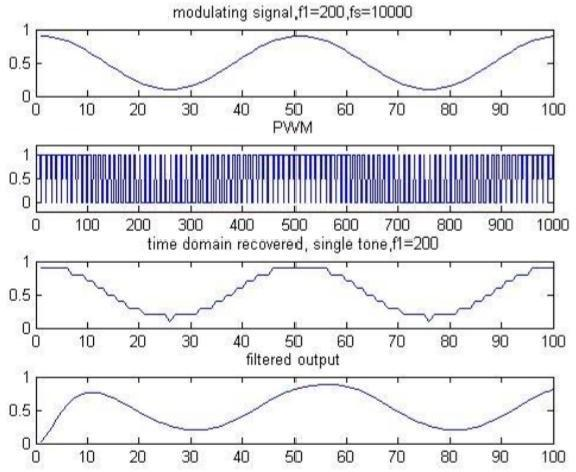 modulating signal,f1=200,fs=10000
1
0.5
0
0 10 20 30 40 50 60 70 80 90 100
PWM
1
0.5
0
0 100 200 300 400 500 600 700 800 900 1000
time domain recovered, single tone,f1=200
1
0.5
0
0 10 20 30 40 50 60 70 80 90 100
filtered output
1
0.5
0
0 10 20 30 40 50 60 70 80 90 100